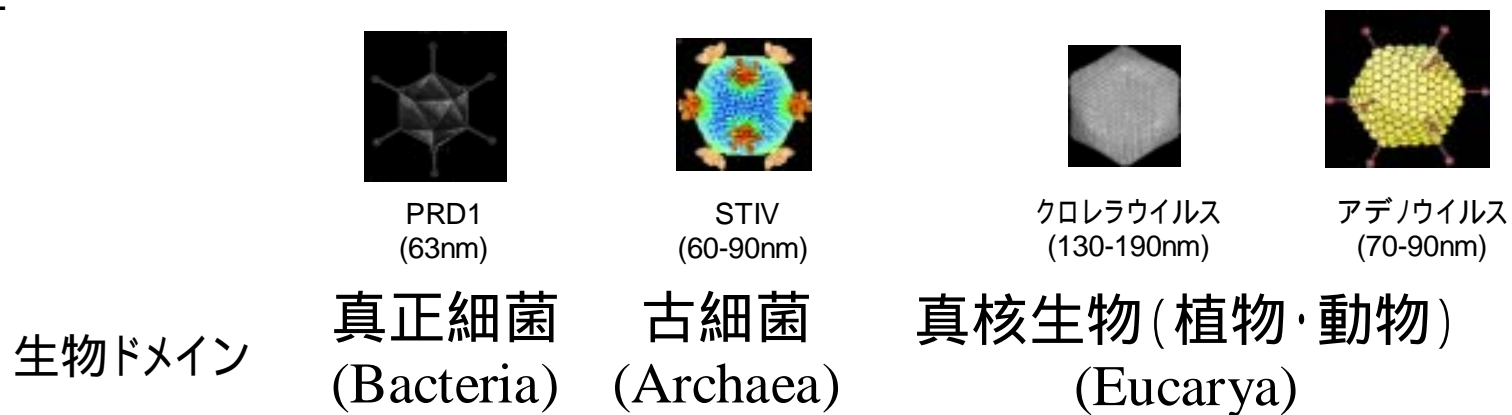 PRD1
(63nm)
STIV
(60-90nm)
クロレラウイルス
(130-190nm)
アデノウイルス
(70-90nm)
生物ドメイン
真正細菌
(Bacteria)
古細菌
(Archaea)
真核生物(植物・動物)
(Eucarya)